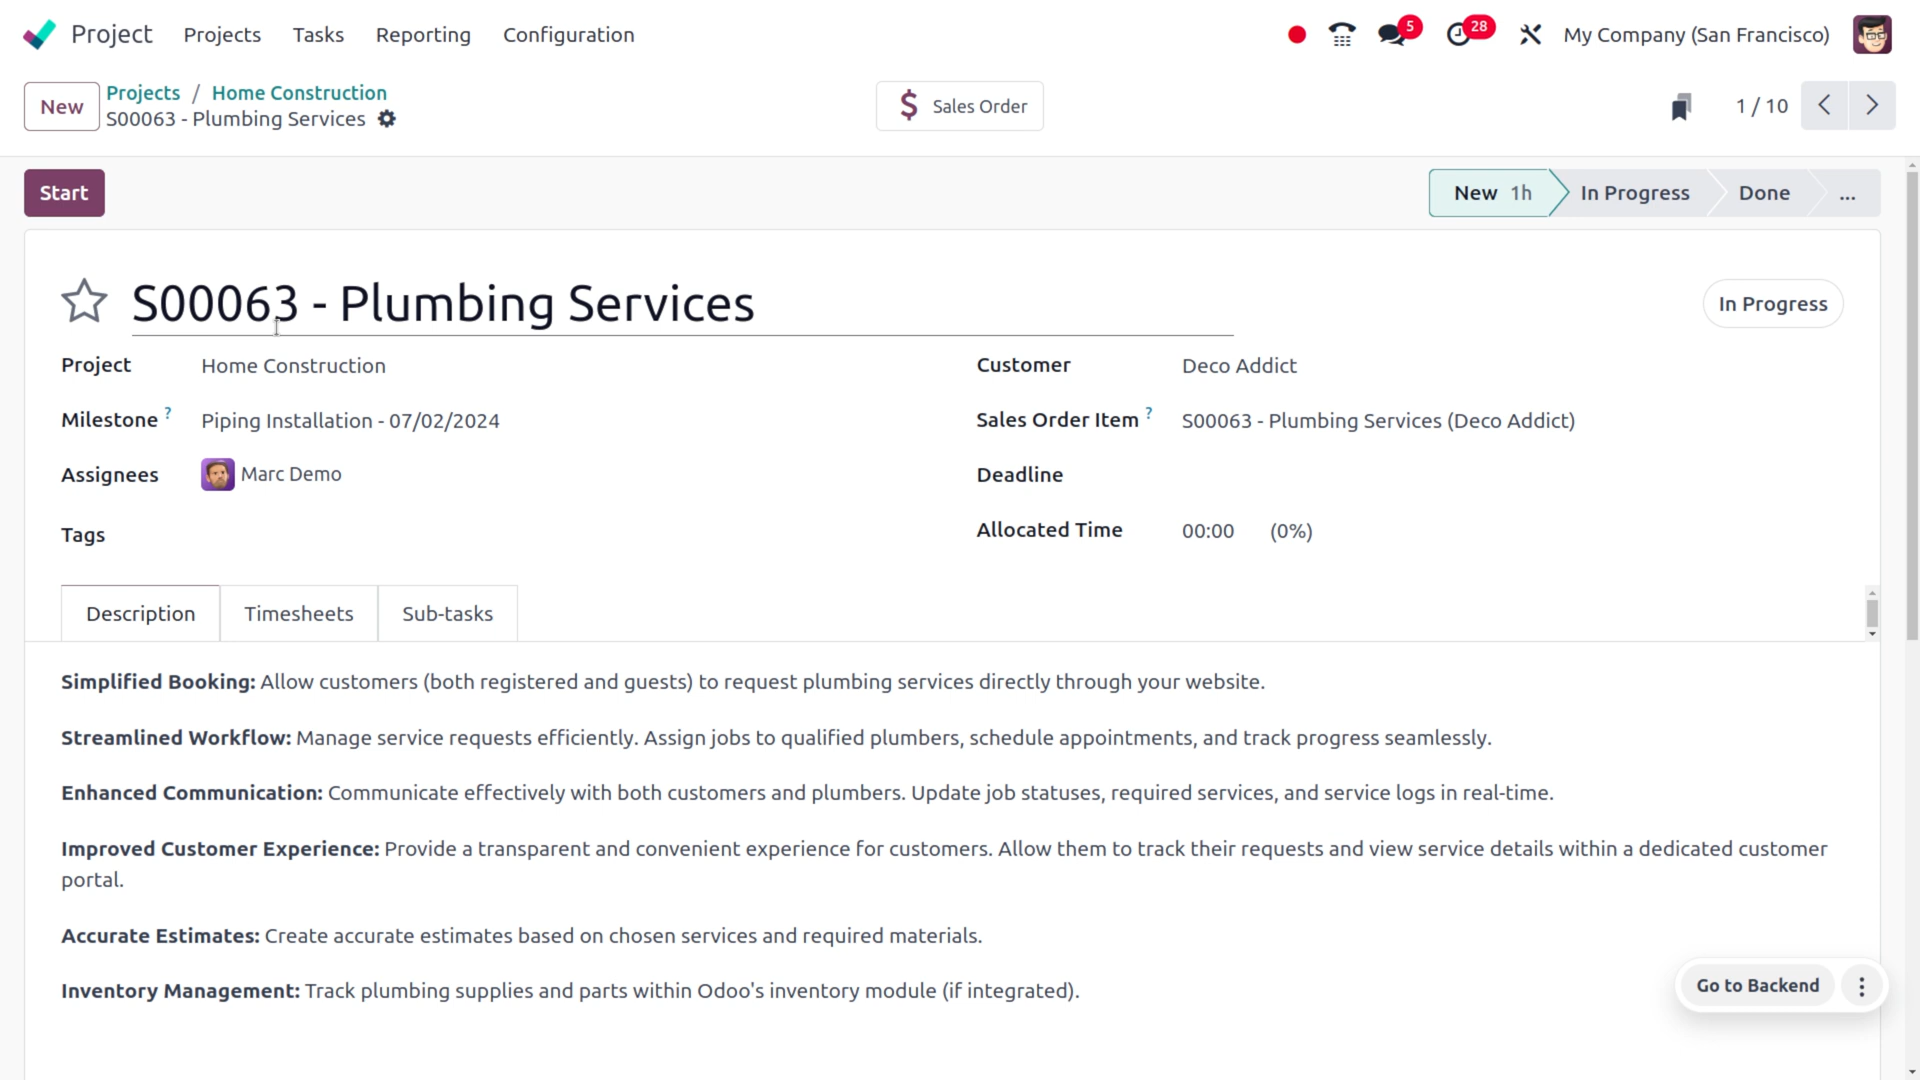 Project Projects Tasks Reporting Configuration 5 28 My Company (San Francisco)
New Projects / Home Construction
S00063 - Plumbing Services
Sales Order
1 / 10
Start
New 1h In Progress Done ...
S00063 - Plumbing Services
In Progress
Project Home Construction
Customer Deco Addict
Milestone ? Piping Installation - 07/02/2024
Sales Order Item ? S00063 - Plumbing Services (Deco Addict)
Assignees Marc Demo
Deadline
Tags
Allocated Time 00:00 (0%)
Description Timesheets Sub-tasks
Simplified Booking: Allow customers (both registered and guests) to request plumbing services directly through your website.
Streamlined Workflow: Manage service requests efficiently. Assign jobs to qualified plumbers, schedule appointments, and track progress seamlessly.
Enhanced Communication: Communicate effectively with both customers and plumbers. Update job statuses, required services, and service logs in real-time.
Improved Customer Experience: Provide a transparent and convenient experience for customers. Allow them to track their requests and view service details within a dedicated customer
portal.
Accurate Estimates: Create accurate estimates based on chosen services and required materials.
Inventory Management: Track plumbing supplies and parts within Odoo's inventory module (if integrated).
Go to Backend